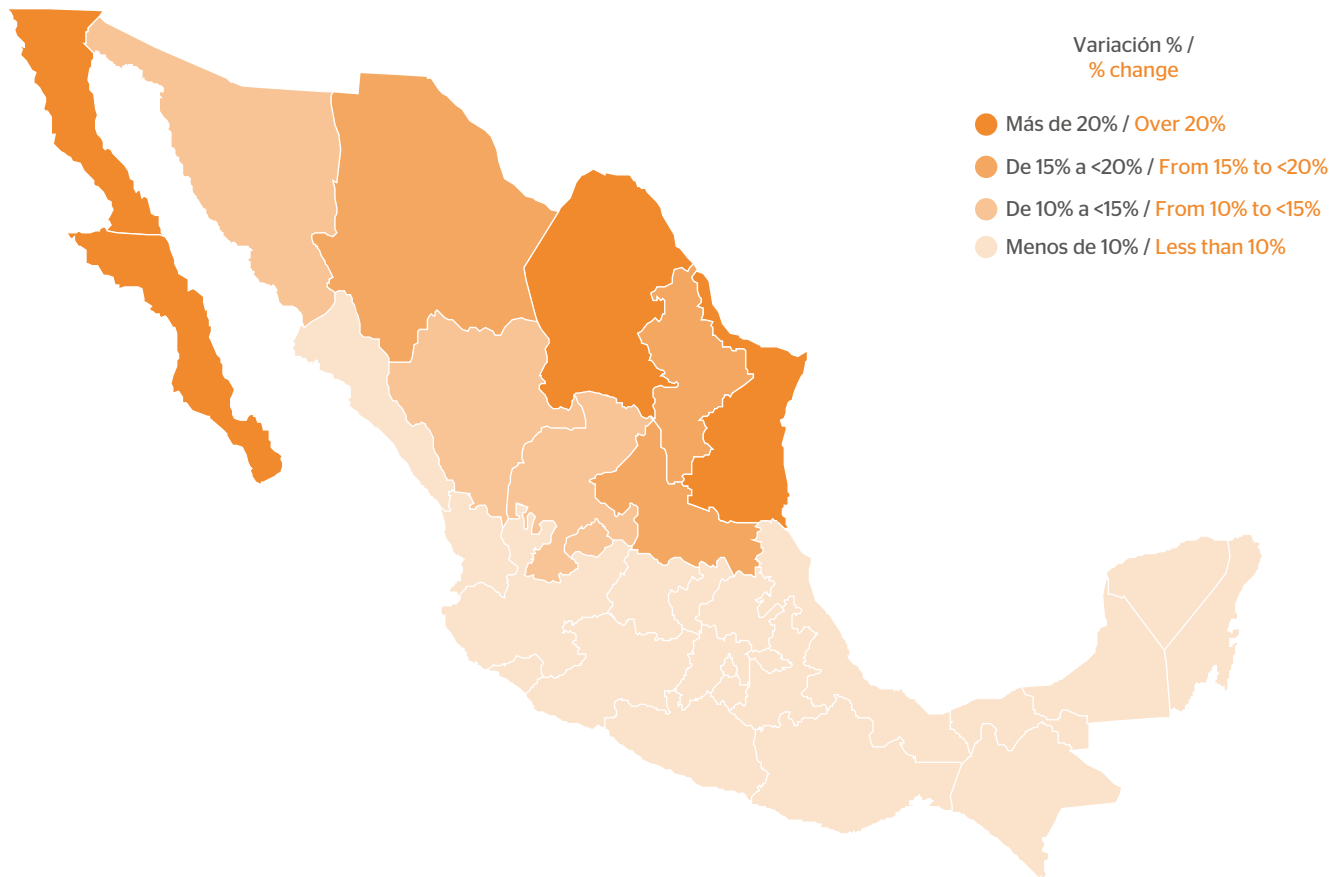 Variación % /
% change
Más de 20% / Over 20%
De 15% a <20% / From 15% to <20%
De 10% a <15% / From 10% to <15%
Menos de 10% / Less than 10%